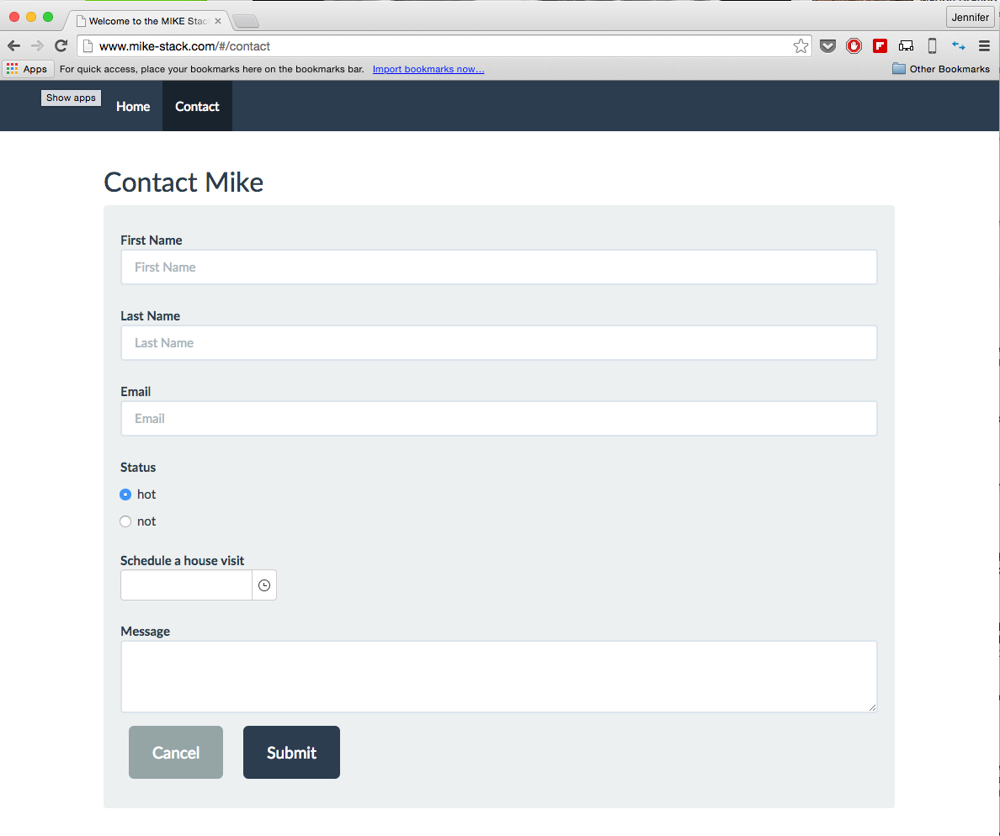 Welcome to the MIKE Stac
Jennifer
www.mike-stack.com/#/contact
Apps For quick access, place your bookmarks here on the bookmarks bar. Import bookmarks now... Other Bookmarks
Show apps
Home Contact
Contact Mike
First Name
First Name
Last Name
Last Name
Email
Email
Status
hot
not
Schedule a house visit
Message
Cancel Submit